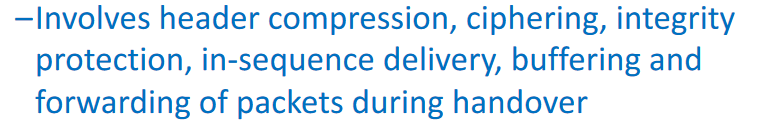 –Involves header compression, ciphering, integrity
protection, in-sequence delivery, buffering and
forwarding of packets during handover